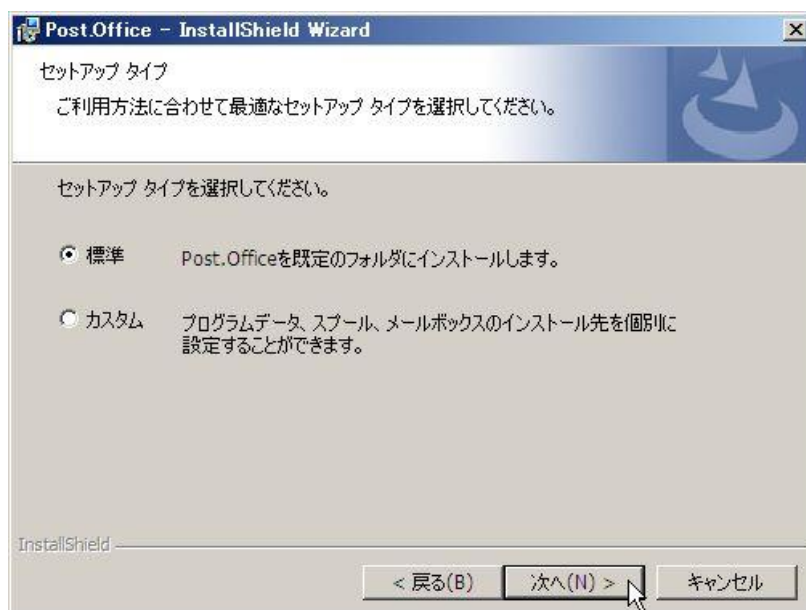 Post.Office - InstallShield Wizard
セットアップ タイプ
ご利用方法に合わせて最適なセットアップ タイプを選択してください。
セットアップ タイプを選択してください。
標準 Post.Officeを既定のフォルダにインストールします。
カスタム プログラムデータ、スプール、メールボックスのインストール先を個別に
設定することができます。
InstallShield
< 戻る(B) 次へ(N) > キャンセル